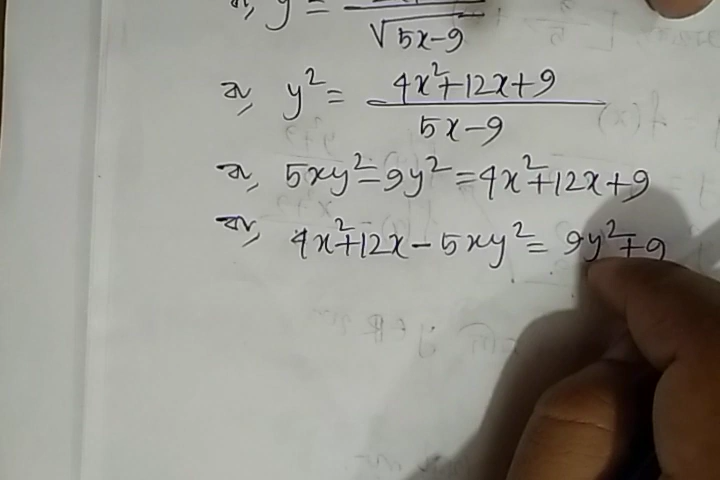 বা, y = ──── / √(5x-9)
বা, y² = (4x²+12x+9) / (5x-9)
বা, 5xy²-9y² = 4x²+12x+9
বা, 4x²+12x-5xy² = 9y²+9